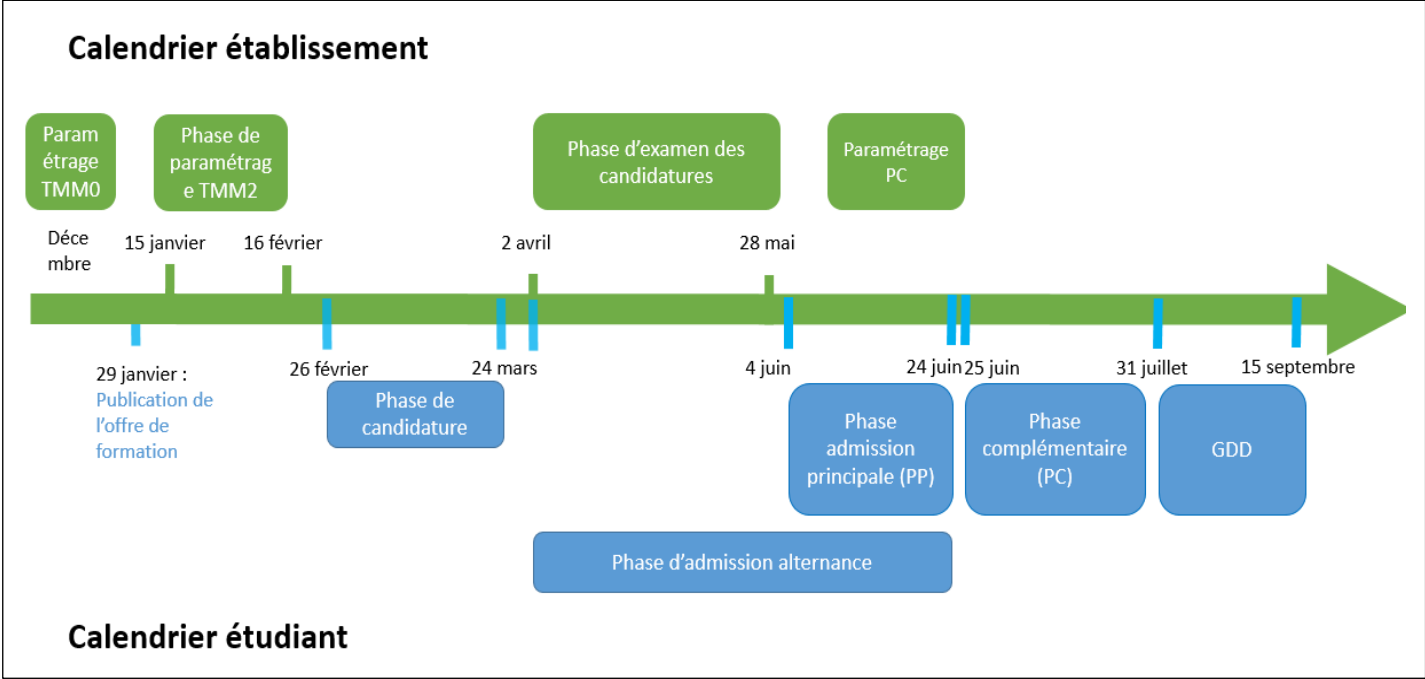 Calendrier établissement
Param
étrage
TMM0
Phase de
paramétrag
e TMM2
Phase d’examen des
candidatures
Paramétrage
PC
Déce
mbre
15 janvier
16 février
2 avril
28 mai
29 janvier :
Publication de
l’offre de
formation
26 février
24 mars
4 juin
24 juin
25 juin
31 juillet
15 septembre
Phase de
candidature
Phase
admission
principale (PP)
Phase
complémentaire
(PC)
GDD
Phase d’admission alternance
Calendrier étudiant